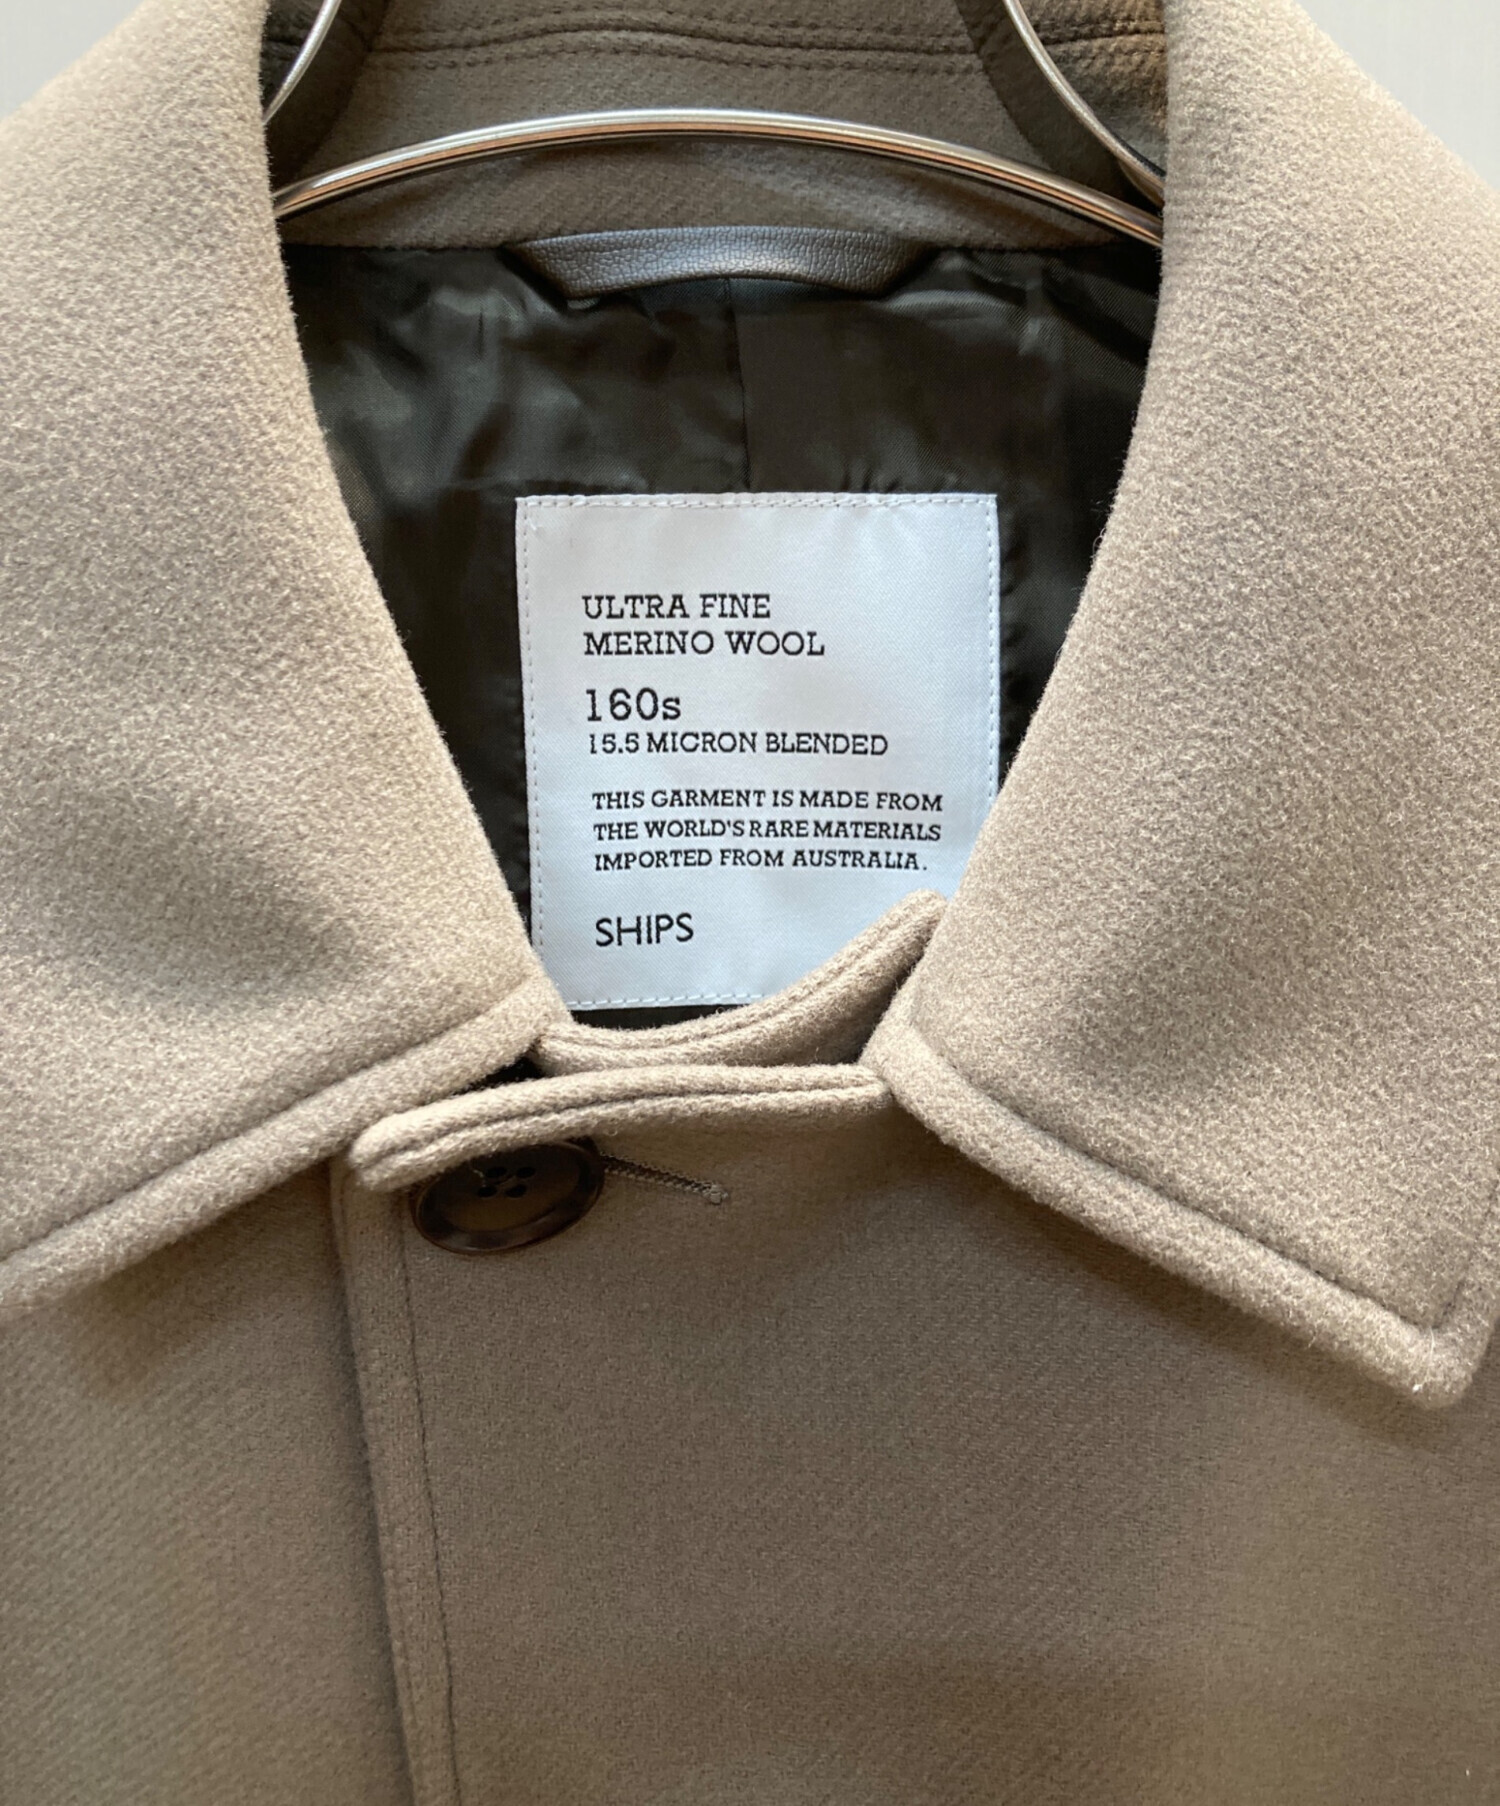 ULTRA FINE
MERINO WOOL
160s
15.5 MICRON BLENDED
THIS GARMENT IS MADE FROM
THE WORLD'S RARE MATERIALS
IMPORTED FROM AUSTRALIA.
SHIPS